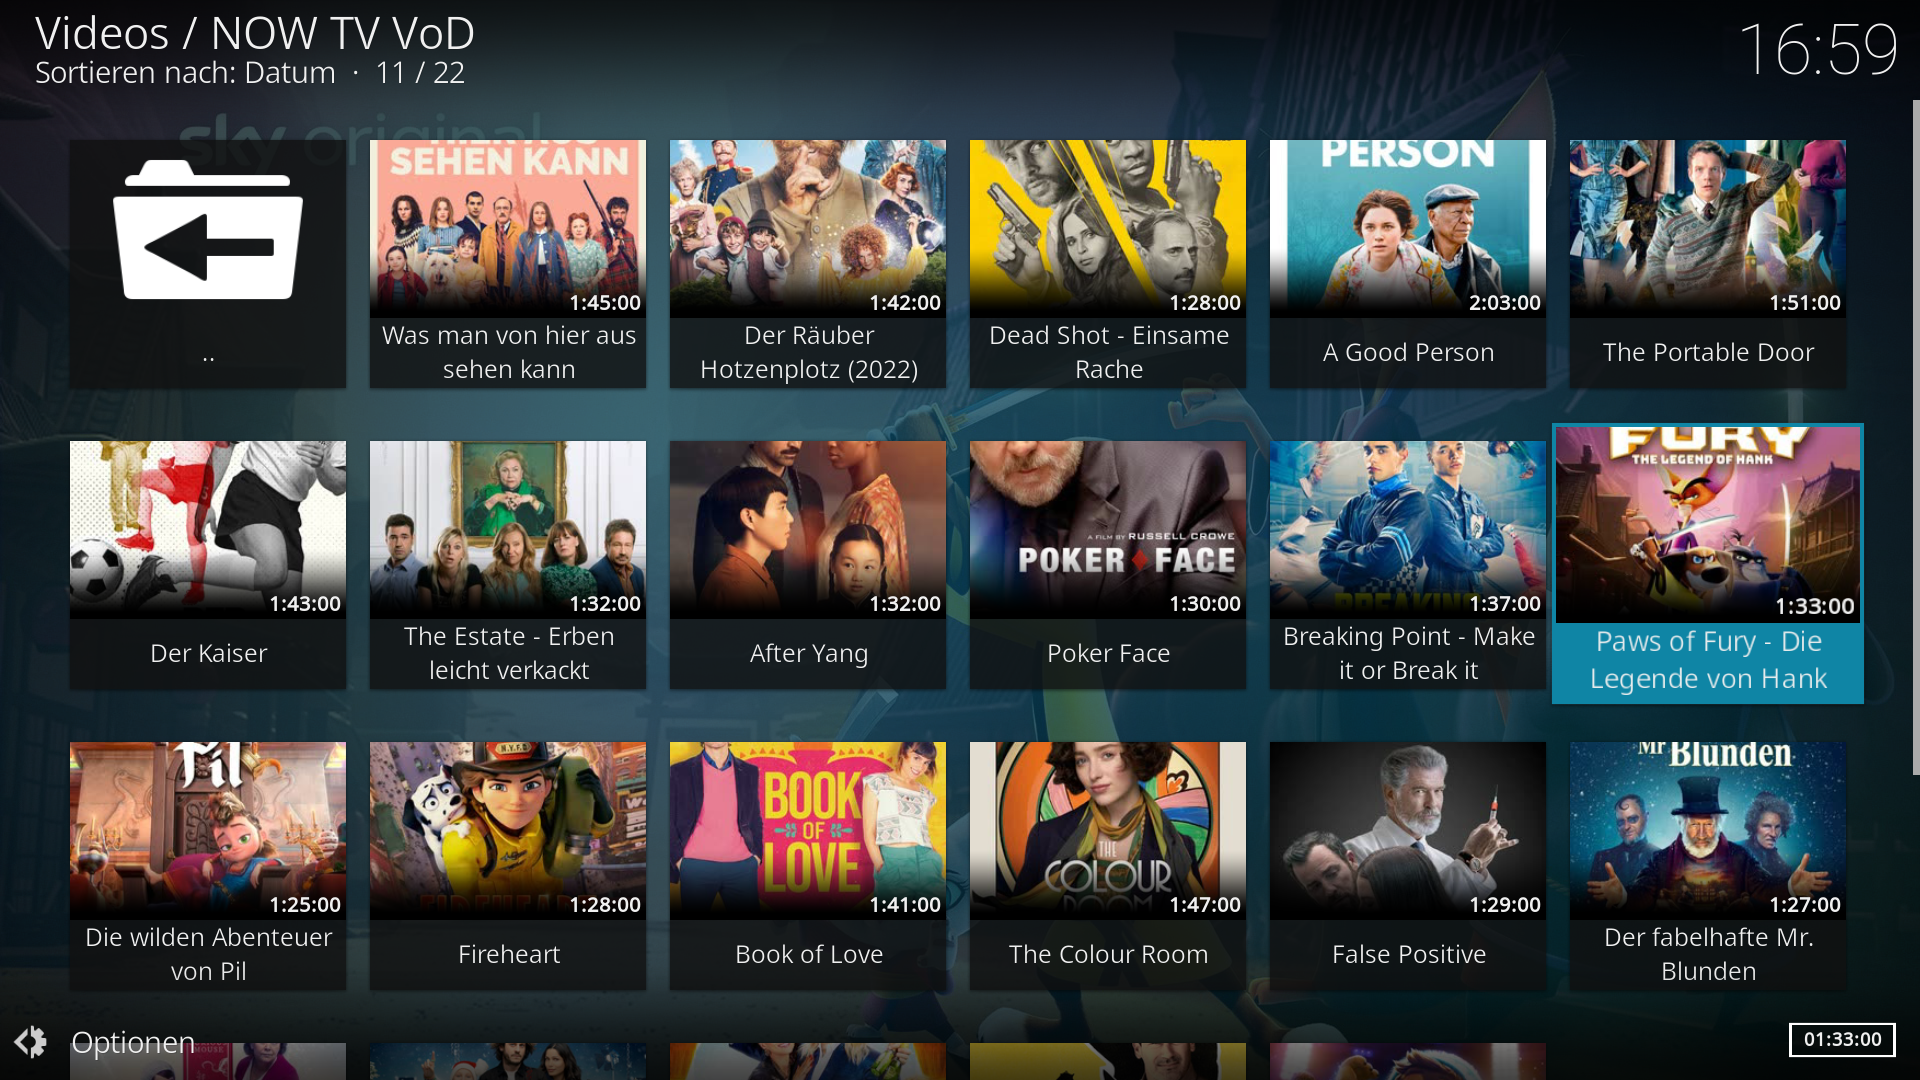 Videos / NOW TV VoD
Sortieren nach: Datum · 11 / 22
16:59
sky original
..
SEHEN KANN
1:45:00
Was man von hier aus
sehen kann
1:42:00
Der Räuber
Hotzenplotz (2022)
1:28:00
Dead Shot - Einsame
Rache
PERSON
2:03:00
A Good Person
1:51:00
The Portable Door
1:43:00
Der Kaiser
1:32:00
The Estate - Erben
leicht verkackt
1:32:00
After Yang
A FILM BY RUSSELL CROWE
POKER FACE
1:30:00
Poker Face
BREAKING
1:37:00
Breaking Point - Make
it or Break it
FURY
THE LEGEND OF HANK
1:33:00
Paws of Fury - Die
Legende von Hank
Pil
1:25:00
Die wilden Abenteuer
von Pil
N.Y.F.D
FIREHEART
1:28:00
Fireheart
BOOK
OF
LOVE
1:41:00
Book of Love
THE
COLOUR
ROOM
1:47:00
The Colour Room
1:29:00
False Positive
Mr Blunden
1:27:00
Der fabelhafte Mr.
Blunden
Optionen
01:33:00